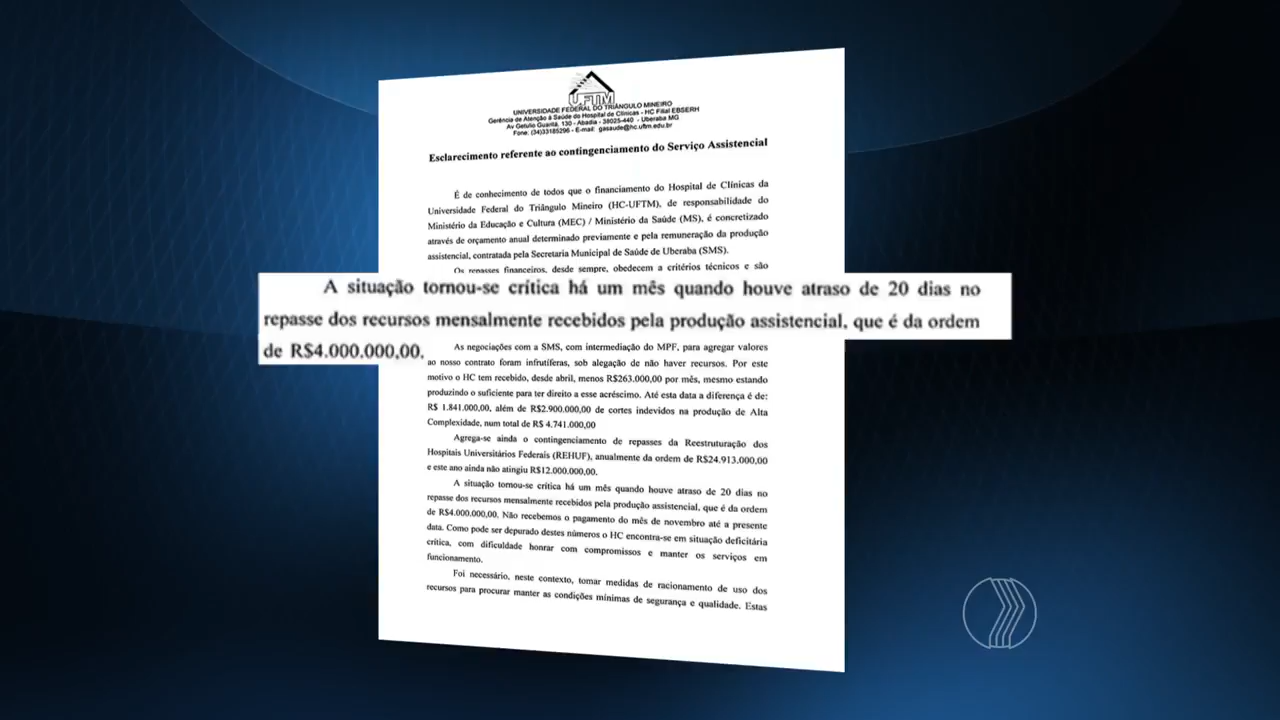 UFTM
UNIVERSIDADE FEDERAL DO TRIÂNGULO MINEIRO
Gerência de Atenção à Saúde do Hospital de Clínicas - HC Filial EBSERH
Av Getulio Guaritá, 130 - Abadia - 38025-440 - Uberaba MG
Fone: (34)33185296 - E-mail: gasaude@hc.uftm.edu.br
Esclarecimento referente ao contingenciamento do Serviço Assistencial
É de conhecimento de todos que o financiamento do Hospital de Clínicas da
Universidade Federal do Triângulo Mineiro (HC-UFTM), de responsabilidade do
Ministério da Educação e Cultura (MEC) / Ministério da Saúde (MS), é concretizado
através de orçamento anual determinado previamente e pela remuneração da produção
assistencial, contratada pela Secretaria Municipal de Saúde de Uberaba (SMS).
Os repasses financeiros, desde sempre, obedecem a critérios técnicos e são
A situação tornou-se crítica há um mês quando houve atraso de 20 dias no
repasse dos recursos mensalmente recebidos pela produção assistencial, que é da ordem
de R$4.000.000,00.
As negociações com a SMS, com intermediação do MPF, para agregar valores
ao nosso contrato foram infrutíferas, sob alegação de não haver recursos. Por este
motivo o HC tem recebido, desde abril, menos R$263.000,00 por mês, mesmo estando
produzindo o suficiente para ter direito a esse acréscimo. Até esta data a diferença é de:
R$ 1.841.000,00, além de R$2.900.000,00 de cortes indevidos na produção de Alta
Complexidade, num total de R$ 4.741.000,00
Agrega-se ainda o contingenciamento de repasses da Reestruturação dos
Hospitais Universitários Federais (REHUF), anualmente da ordem de R$24.913.000,00
e este ano ainda não atingiu R$12.000.000,00.
A situação tornou-se crítica há um mês quando houve atraso de 20 dias no
repasse dos recursos mensalmente recebidos pela produção assistencial, que é da ordem
de R$4.000.000,00. Não recebemos o pagamento do mês de novembro até a presente
data. Como pode ser depurado destes números o HC encontra-se em situação deficitária
crítica, com dificuldade honrar com compromissos e manter os serviços em
funcionamento.
Foi necessário, neste contexto, tomar medidas de racionamento de uso dos
recursos para procurar manter as condições mínimas de segurança e qualidade. Estas